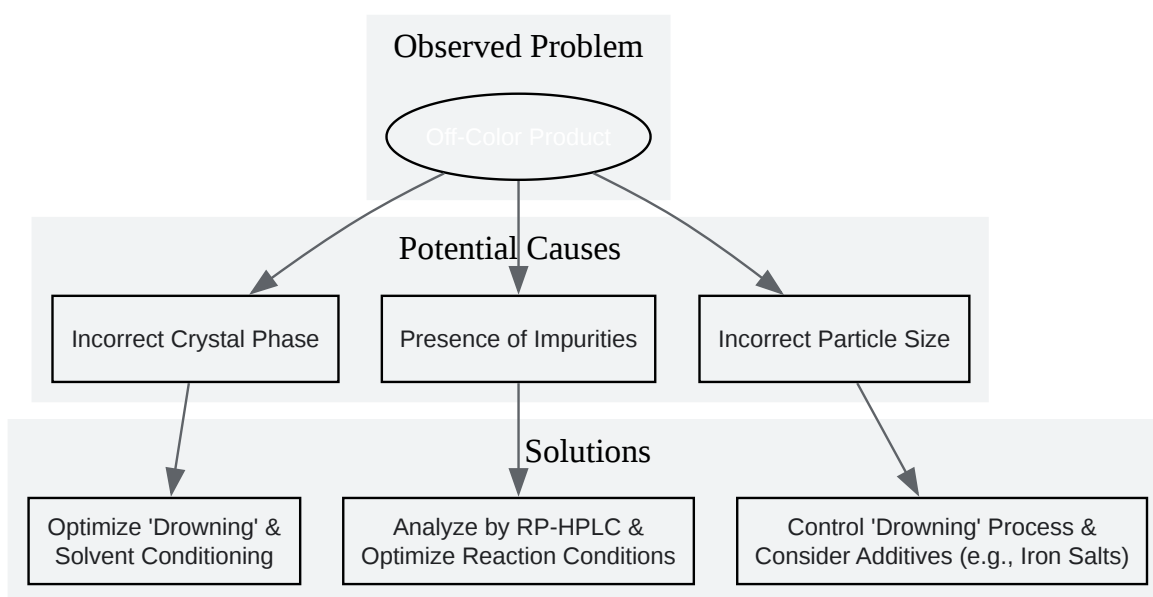 Observed Problem
Off-Color Product
Potential Causes
Incorrect Crystal Phase
Presence of Impurities
Incorrect Particle Size
Solutions
Optimize 'Drowning' &
Solvent Conditioning
Analyze by RP-HPLC &
Optimize Reaction Conditions
Control 'Drowning' Process &
Consider Additives (e.g., Iron Salts)